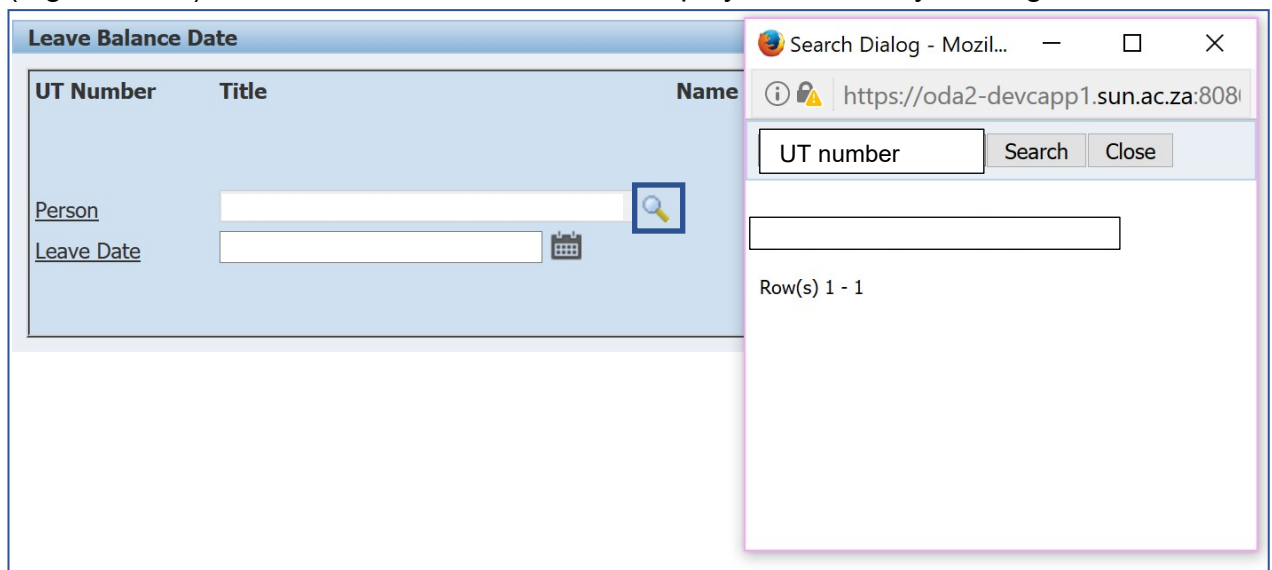 Leave Balance Date
UT Number Title Name
Person
Leave Date
Search Dialog - Mozil...
https://oda2-devcapp1.sun.ac.za:808
UT number Search Close
Row(s) 1 - 1